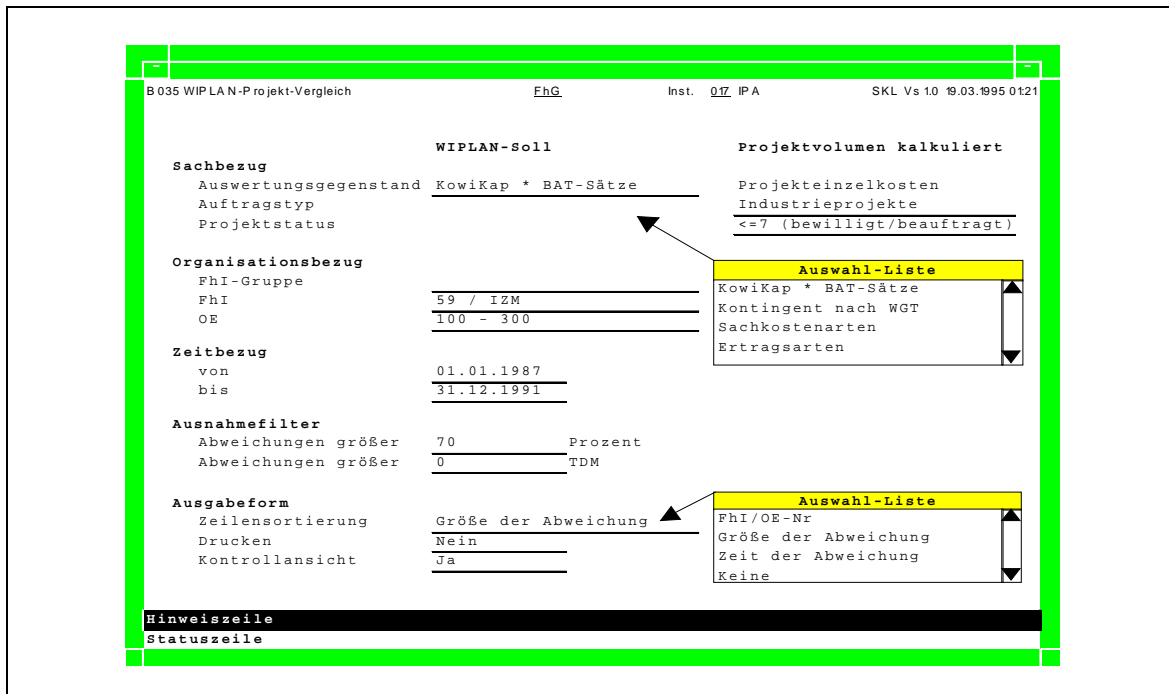 B035 WIPLAN-Projekt-Vergleich FhG Inst. 017 IPA SKL Vs 1.0 19.03.1995 01:21
WIPLAN-Soll Projektvolumen kalkuliert
Sachbezug
Auswertungsgegenstand KowiKap * BAT-Sätze Projekteinzelkosten
Auftragstyp Industrieprojekte
Projektstatus <=7 (bewilligt/beauftragt)
Organisationsbezug
FhI-Gruppe
FhI 59 / IZM
OE 100 - 300
Auswahl-Liste
KowiKap * BAT-Sätze
Kontingent nach WGT
Sachkostenarten
Ertragsarten
Zeitbezug
von 01.01.1987
bis 31.12.1991
Ausnahmefilter
Abweichungen größer 70 Prozent
Abweichungen größer 0 TDM
Ausgabeform
Zeilensortierung Größe der Abweichung
Drucken Nein
Kontrollansicht Ja
Auswahl-Liste
FhI/OE-Nr
Größe der Abweichung
Zeit der Abweichung
Keine
Hinweiszeile
Statuszeile